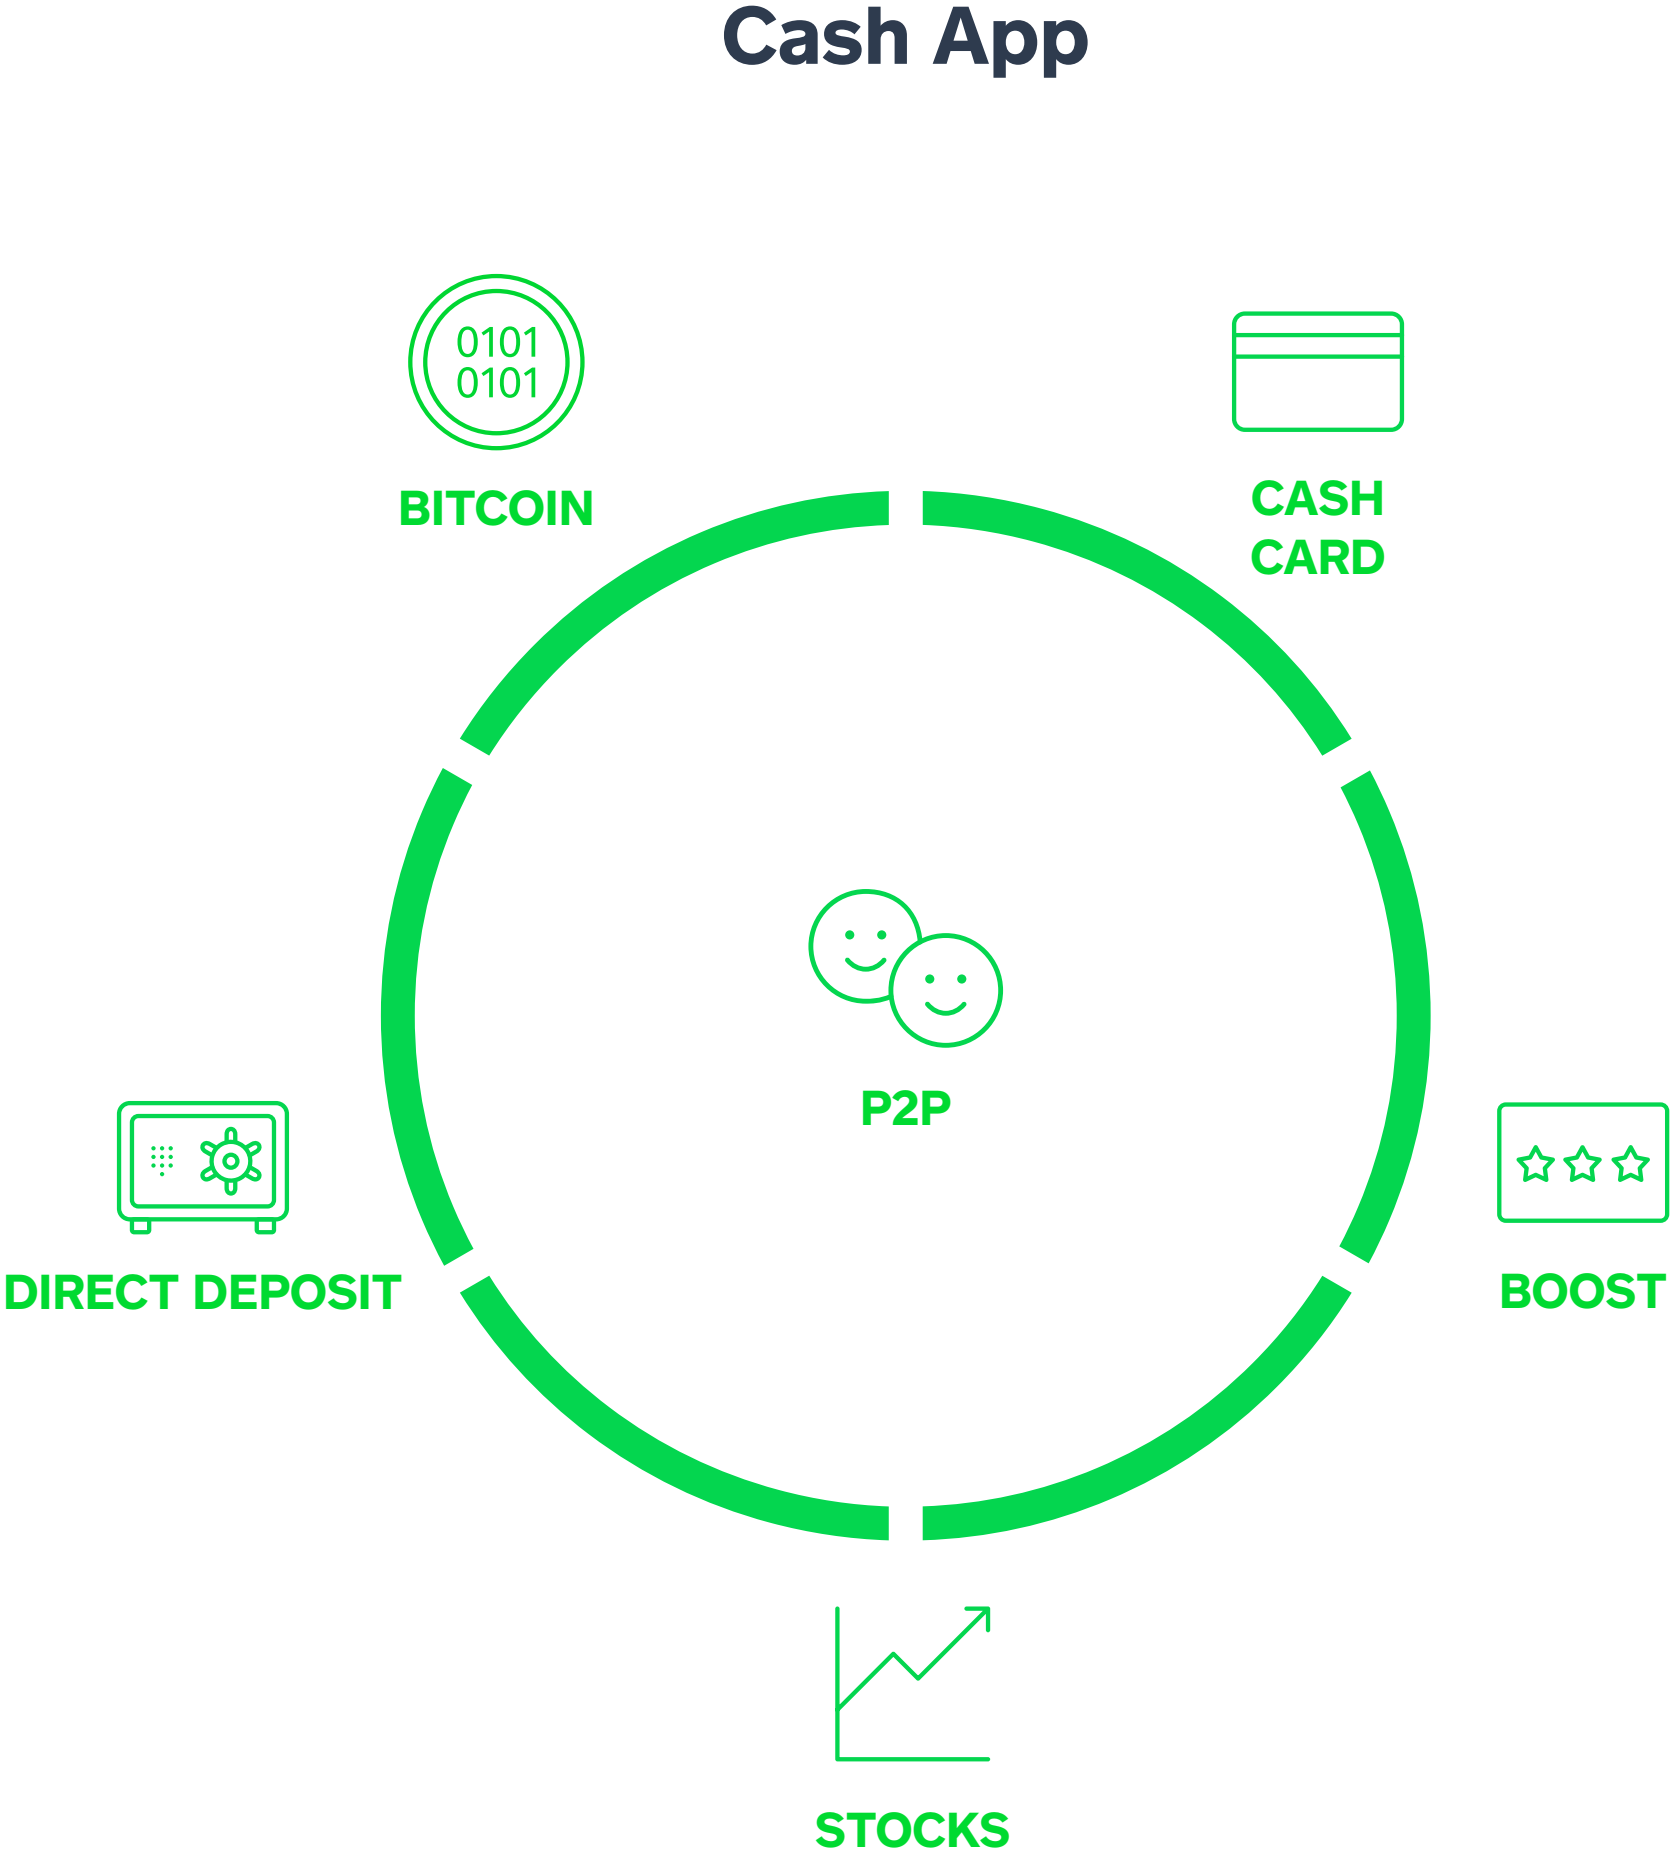 Cash App
0101
0101
BITCOIN
CASH
CARD
P2P
DIRECT DEPOSIT
BOOST
STOCKS